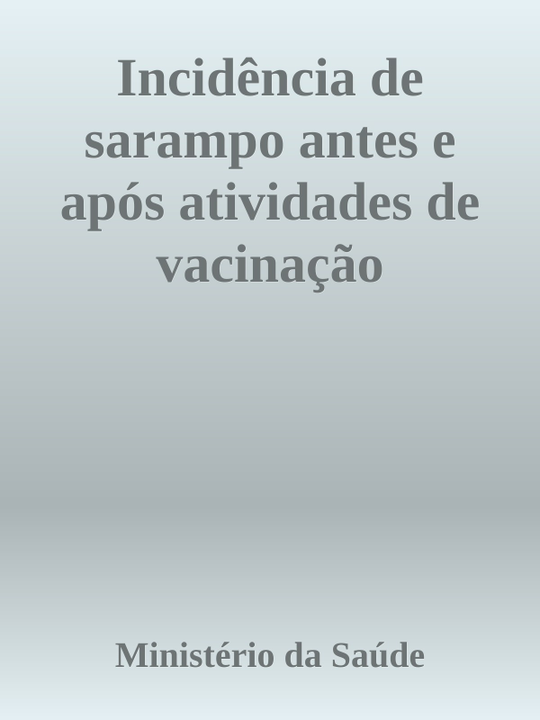 Incidência de
sarampo antes e
após atividades de
vacinação
Ministério da Saúde